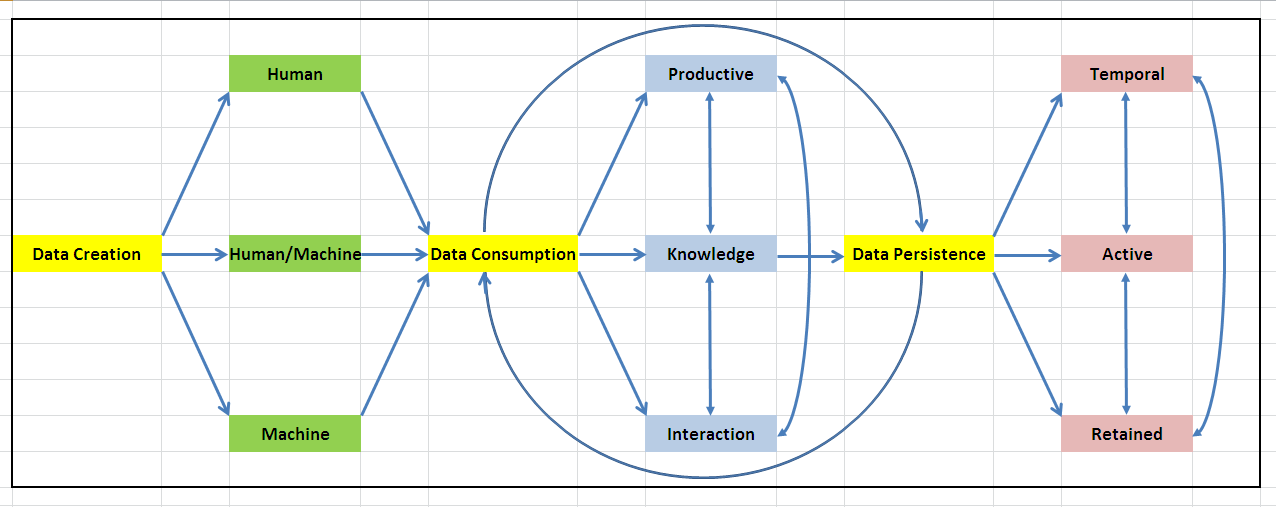 Human
Productive
Temporal
Data Creation
Human/Machine
Data Consumption
Knowledge
Data Persistence
Active
Machine
Interaction
Retained